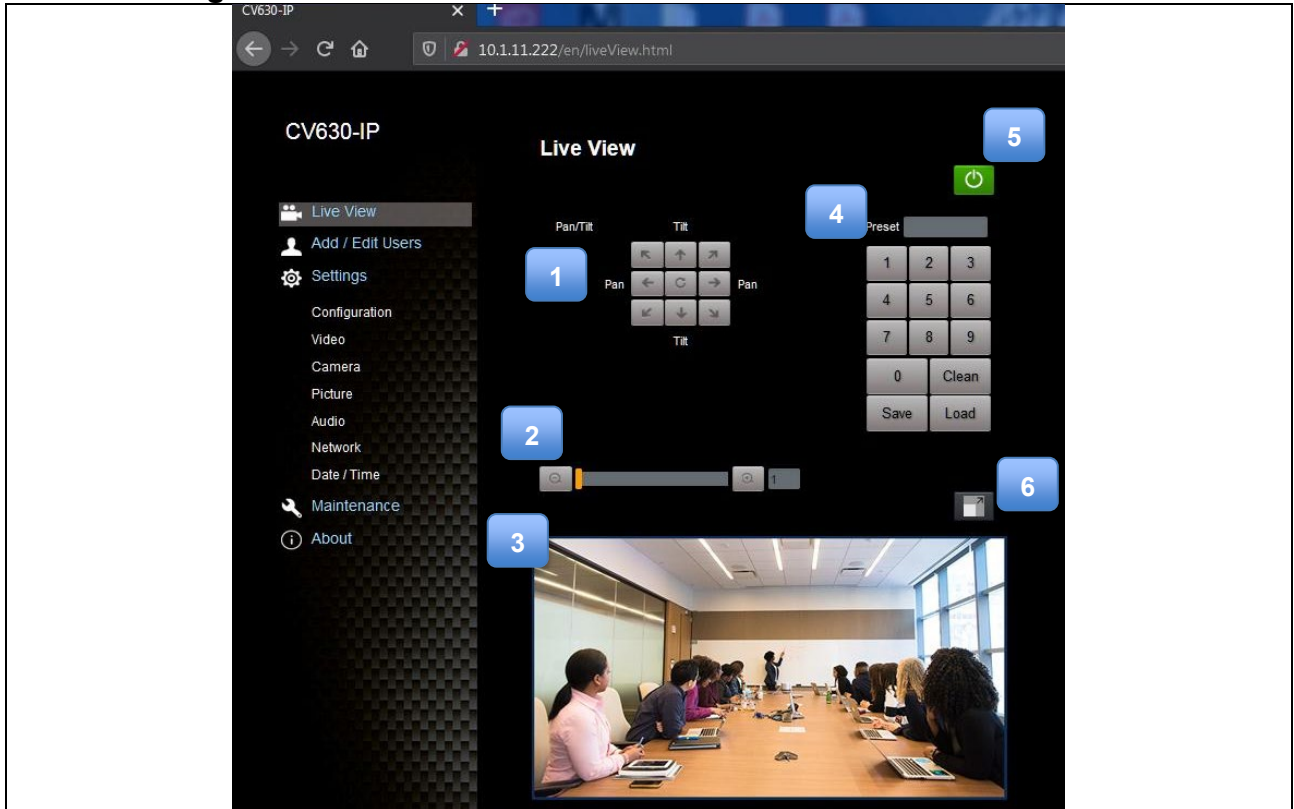 CV630-IP
10.1.11.222/en/liveView.html
CV630-IP
Live View
5
Live View
Add / Edit Users
Settings
Configuration
Video
Camera
Picture
Audio
Network
Date / Time
Maintenance
About
Pan/Tilt
Tilt
1
Pan
Pan
Tilt
4
Preset
1 2 3
4 5 6
7 8 9
0 Clean
Save Load
2
1
6
3